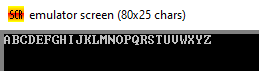 emulator screen (80x25 chars)
ABCDEFGHIJKLMNOPQRSTUVWXYZ